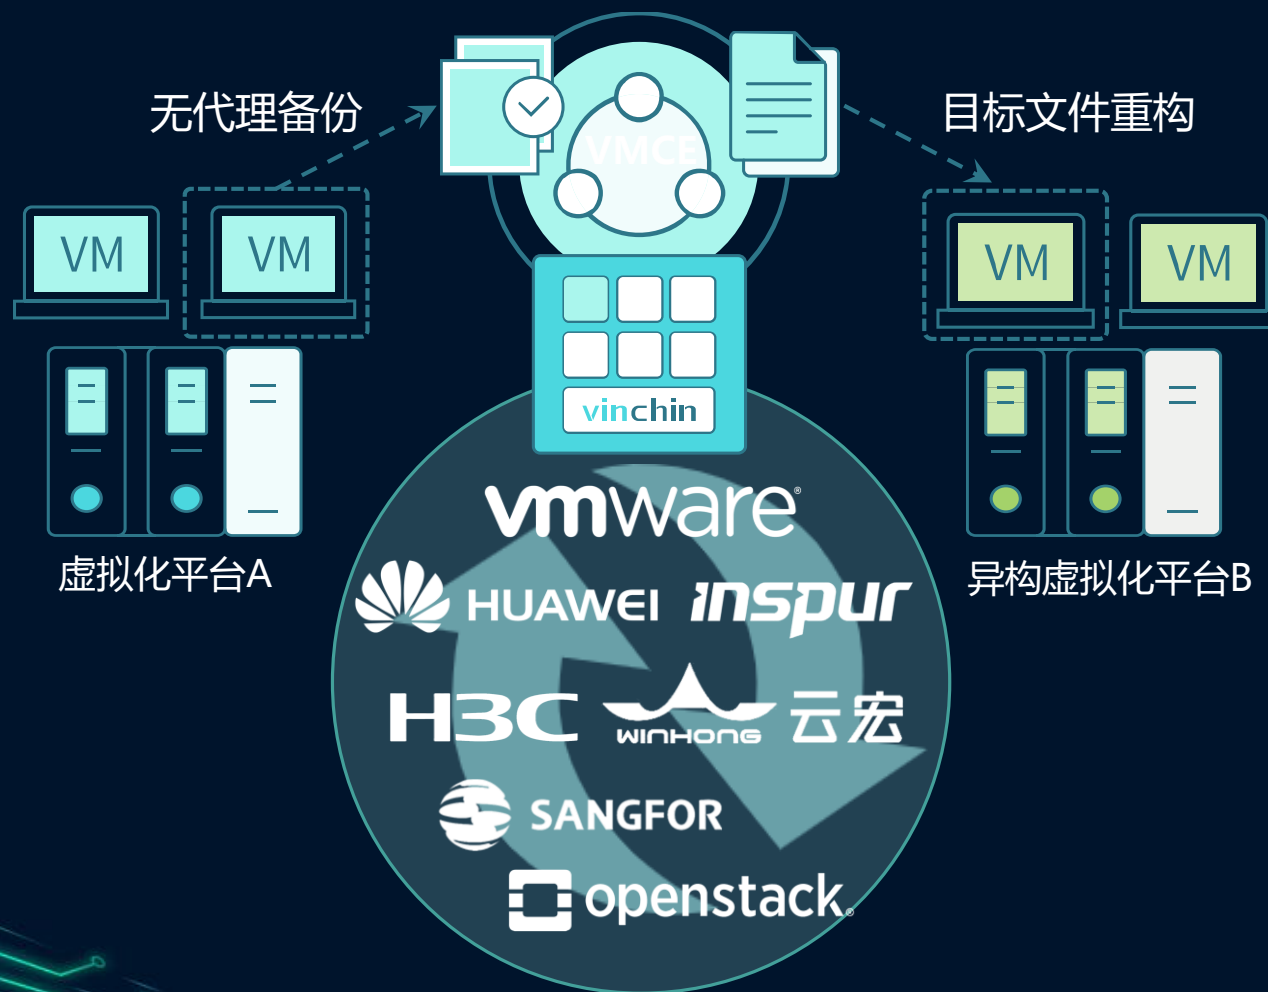 无代理备份
目标文件重构
VMCE
VM
VM
VM
VM
vinchin
虚拟化平台A
异构虚拟化平台B
vmware®
HUAWEI
inspur
H3C
WINHONG
云宏
SANGFOR
openstack®